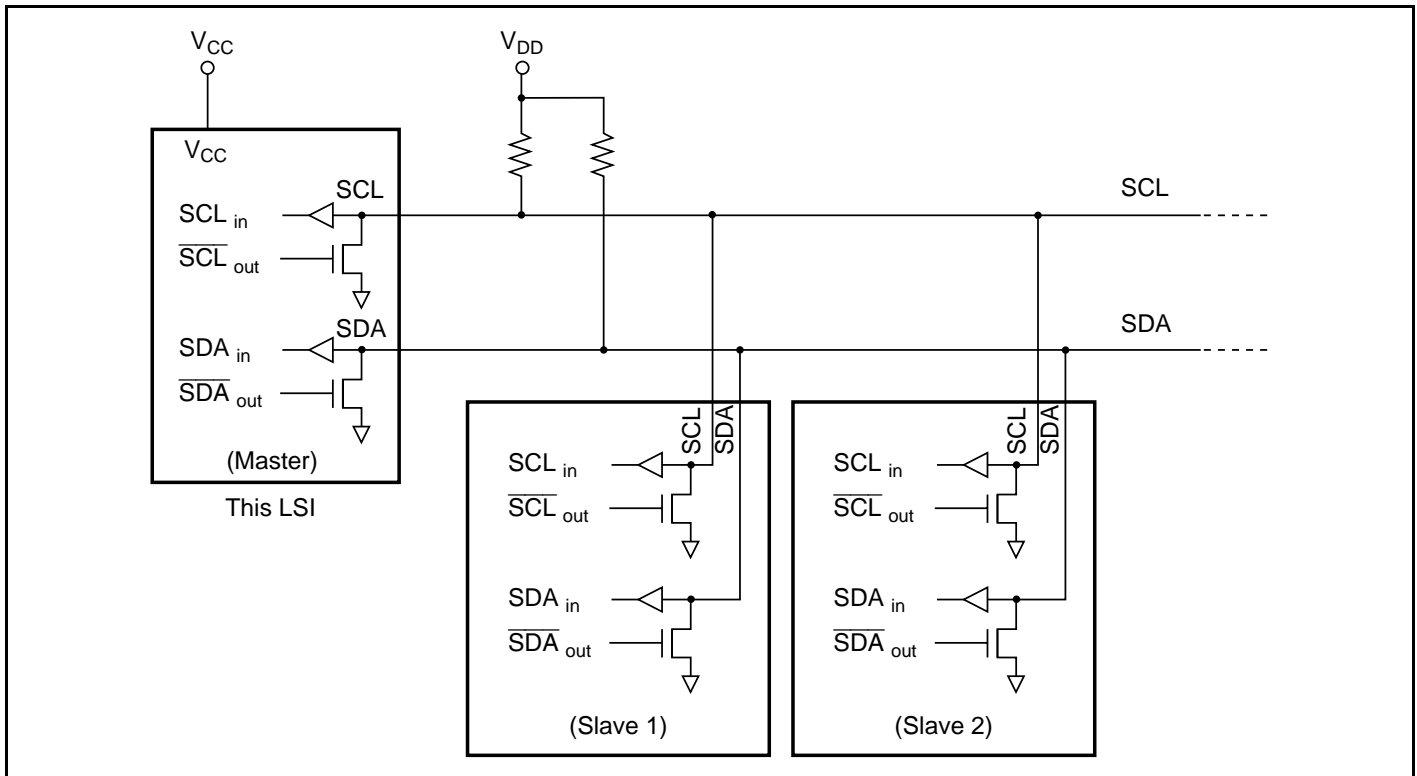 VCC
VDD
VCC
SCL
SCL in
SCL out
SDA
SDA in
SDA out
(Master)
This LSI
SCL
SDA
SCL
SDA
SCL in
SCL out
SDA in
SDA out
(Slave 1)
SCL
SDA
SCL in
SCL out
SDA in
SDA out
(Slave 2)